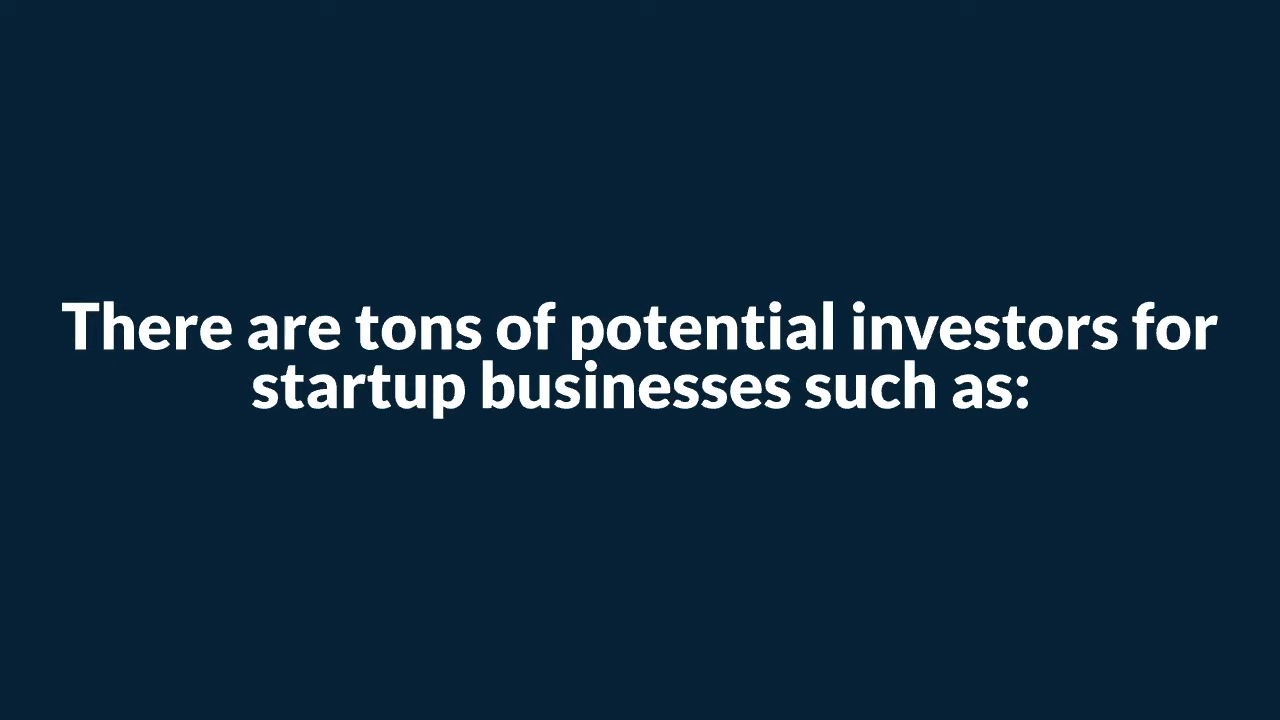 There are tons of potential investors for
startup businesses such as: